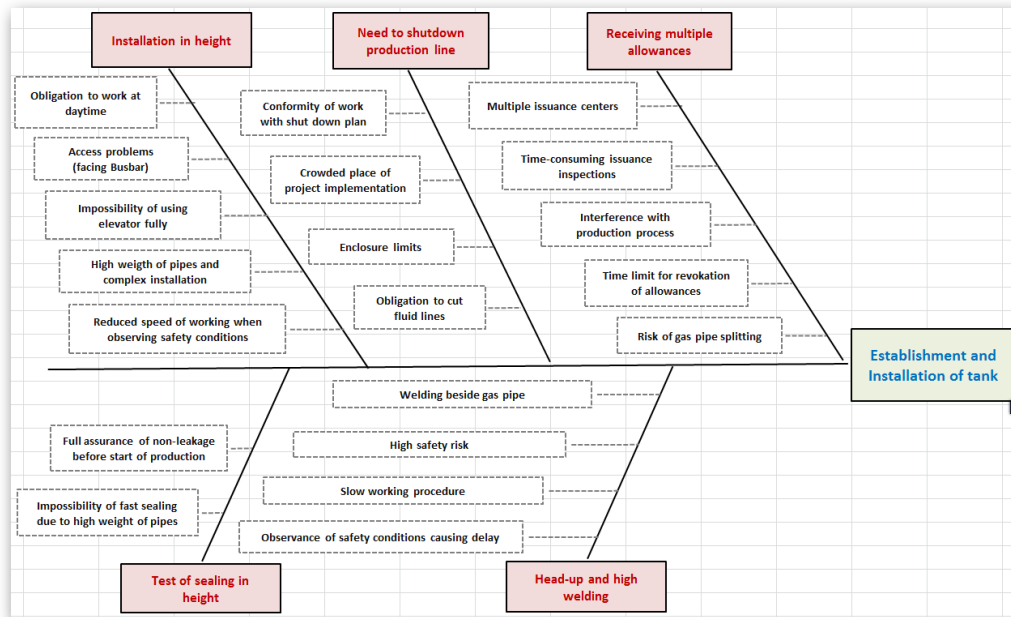 Installation in height
Need to shutdown
production line
Receiving multiple
allowances
Obligation to work at
daytime
Access problems
(facing Busbar)
Impossibility of using
elevator fully
High weigth of pipes and
complex installation
Reduced speed of working when
observing safety conditions
Conformity of work
with shut down plan
Crowded place of
project implementation
Enclosure limits
Obligation to cut
fluid lines
Multiple issuance centers
Time-consuming issuance
inspections
Interference with
production process
Time limit for revokation
of allowances
Risk of gas pipe splitting
Establishment and
Installation of tank
Full assurance of non-leakage
before start of production
Impossibility of fast sealing
due to high weight of pipes
Welding beside gas pipe
High safety risk
Slow working procedure
Observance of safety conditions causing delay
Test of sealing in
height
Head-up and high
welding